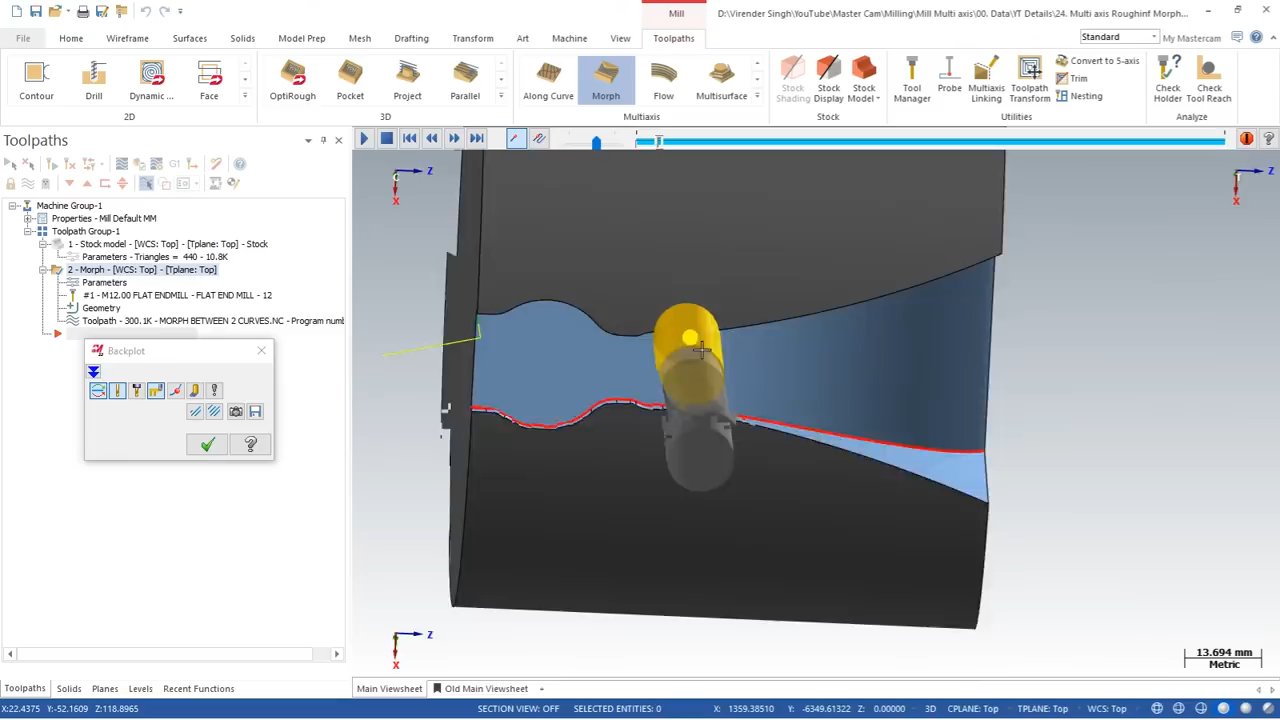 Mill
D:\Virender Singh\YouTube\Master Cam\Milling\Mill Multi axis\00. Data\YT Details\24. Multi axis Roughinf Morph...
File
Home
Wireframe
Surfaces
Solids
Model Prep
Mesh
Drafting
Transform
Art
Machine
View
Toolpaths
Standard
My Mastercam
Contour
Drill
Dynamic ...
Face
2D
OptiRough
Pocket
Project
Parallel
3D
Along Curve
Morph
Flow
Multisurface
Multiaxis
Stock Shading
Stock Display
Stock Model
Stock
Tool Manager
Probe
Multiaxis Linking
Toolpath Transform
Convert to 5-axis
Trim
Nesting
Utilities
Check Holder
Check Tool Reach
Analyze
Toolpaths
G1
Machine Group-1
Properties - Mill Default MM
Toolpath Group-1
1 - Stock model - [WCS: Top] - [Tplane: Top] - Stock
Parameters - Triangles = 440 - 10.8K
2 - Morph - [WCS: Top] - [Tplane: Top]
Parameters
#1 - M12.00 FLAT ENDMILL - FLAT END MILL - 12
Geometry
Toolpath - 300.1K - MORPH BETWEEN 2 CURVES.NC - Program numb
Backplot
Z
X
Z
X
Z
X
13.694 mm
Metric
Toolpaths
Solids
Planes
Levels
Recent Functions
Main Viewsheet
Old Main Viewsheet
X:22.4375 Y:-52.1609 Z:118.8965
SECTION VIEW: OFF
SELECTED ENTITIES: 0
X: 1359.38510
Y: -6349.61322
Z: 0.00000
3D
CPLANE: Top
TPLANE: Top
WCS: Top